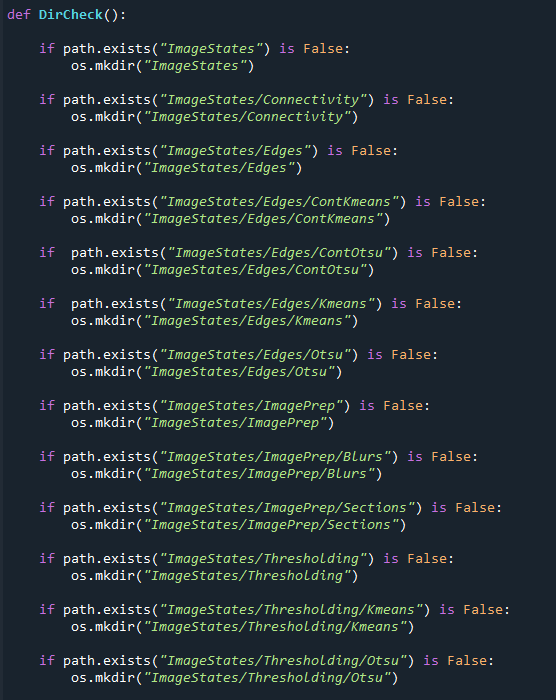 def DirCheck():
if path.exists("ImageStates") is False:
os.mkdir("ImageStates")
if path.exists("ImageStates/Connectivity") is False:
os.mkdir("ImageStates/Connectivity")
if path.exists("ImageStates/Edges") is False:
os.mkdir("ImageStates/Edges")
if path.exists("ImageStates/Edges/ContKmeans") is False:
os.mkdir("ImageStates/Edges/ContKmeans")
if  path.exists("ImageStates/Edges/ContOtsu") is False:
os.mkdir("ImageStates/Edges/ContOtsu")
if  path.exists("ImageStates/Edges/Kmeans") is False:
os.mkdir("ImageStates/Edges/Kmeans")
if path.exists("ImageStates/Edges/Otsu") is False:
os.mkdir("ImageStates/Edges/Otsu")
if path.exists("ImageStates/ImagePrep") is False:
os.mkdir("ImageStates/ImagePrep")
if path.exists("ImageStates/ImagePrep/Blurs") is False:
os.mkdir("ImageStates/ImagePrep/Blurs")
if path.exists("ImageStates/ImagePrep/Sections") is False:
os.mkdir("ImageStates/ImagePrep/Sections")
if path.exists("ImageStates/Thresholding") is False:
os.mkdir("ImageStates/Thresholding")
if path.exists("ImageStates/Thresholding/Kmeans") is False:
os.mkdir("ImageStates/Thresholding/Kmeans")
if path.exists("ImageStates/Thresholding/Otsu") is False:
os.mkdir("ImageStates/Thresholding/Otsu")